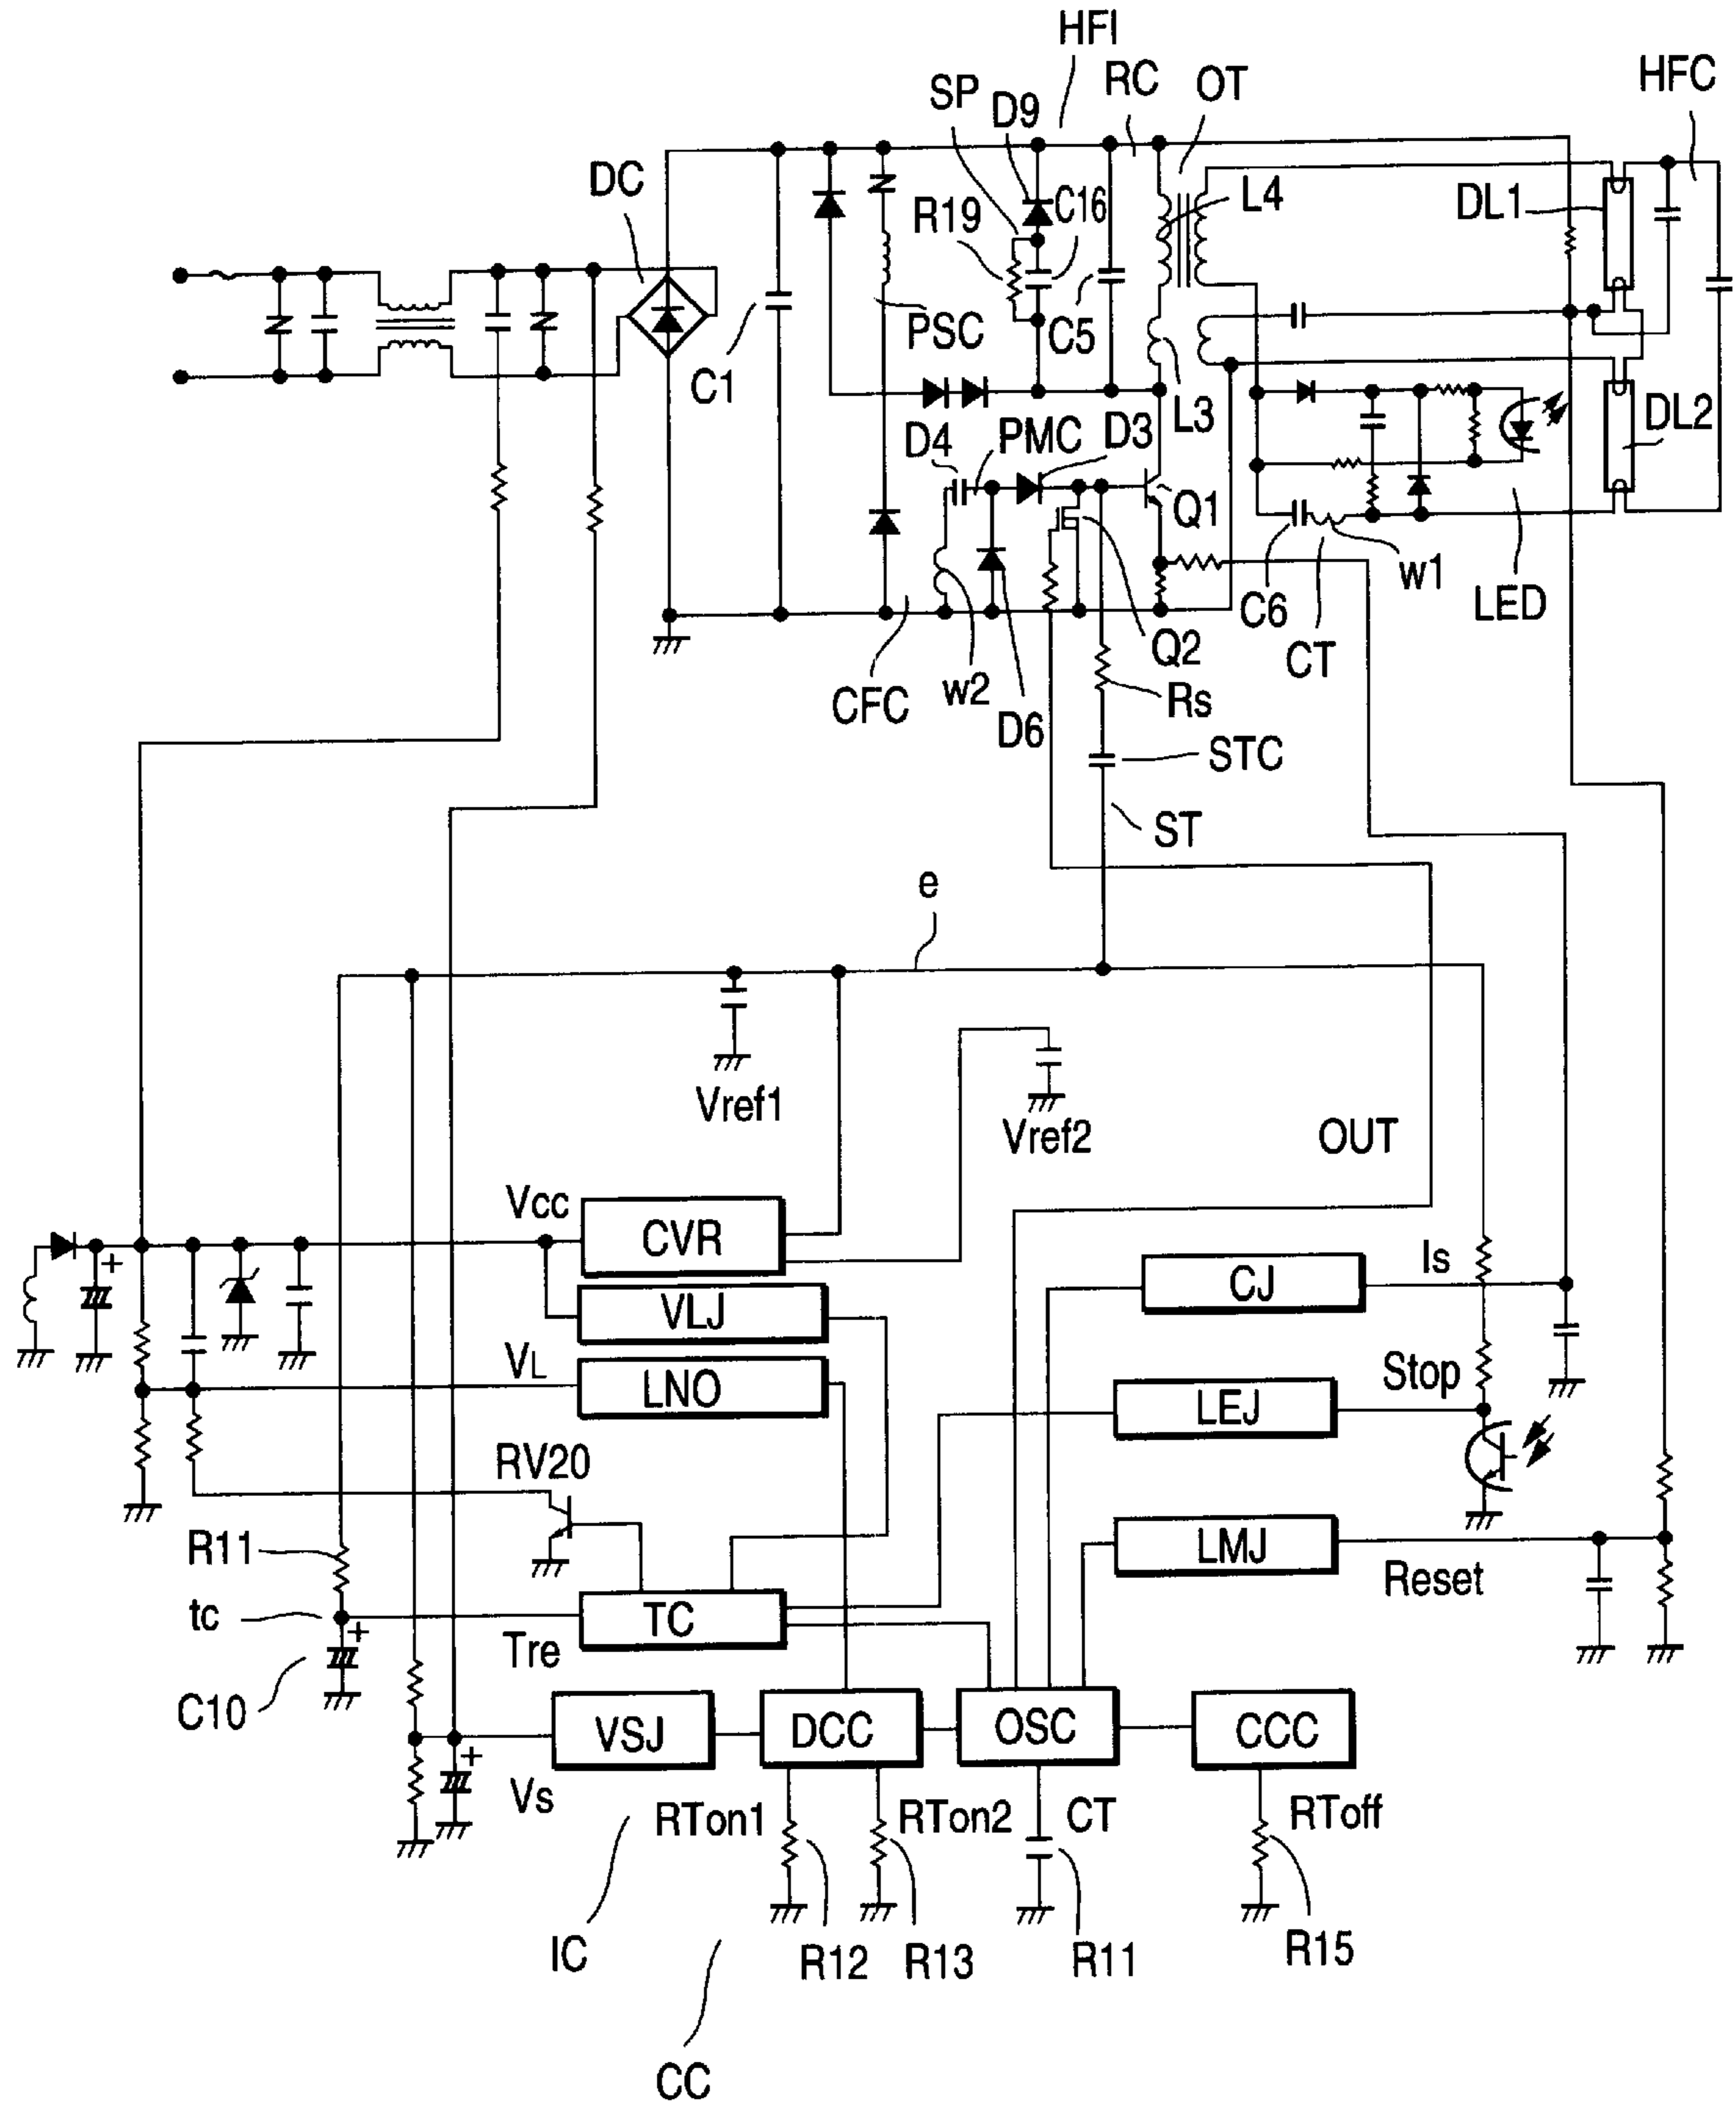 HFI
SP
D9
RC
OT
HFC
DC
R19
C16
L4
DL1
PSC
C5
C1
L3
D4
PMC
D3
DL2
Q1
w1
C6
LED
CFC
w2
D6
Q2
CT
Rs
STC
ST
e
Vref1
Vref2
OUT
Vcc
CVR
Is
CJ
VLJ
VL
LNO
Stop
LEJ
RV20
R11
LMJ
Reset
tc
TC
Tre
+
+
+
C10
VSJ
DCC
OSC
CCC
Vs
RTon1
RTon2
CT
RToff
IC
R12
R13
R11
R15
CC